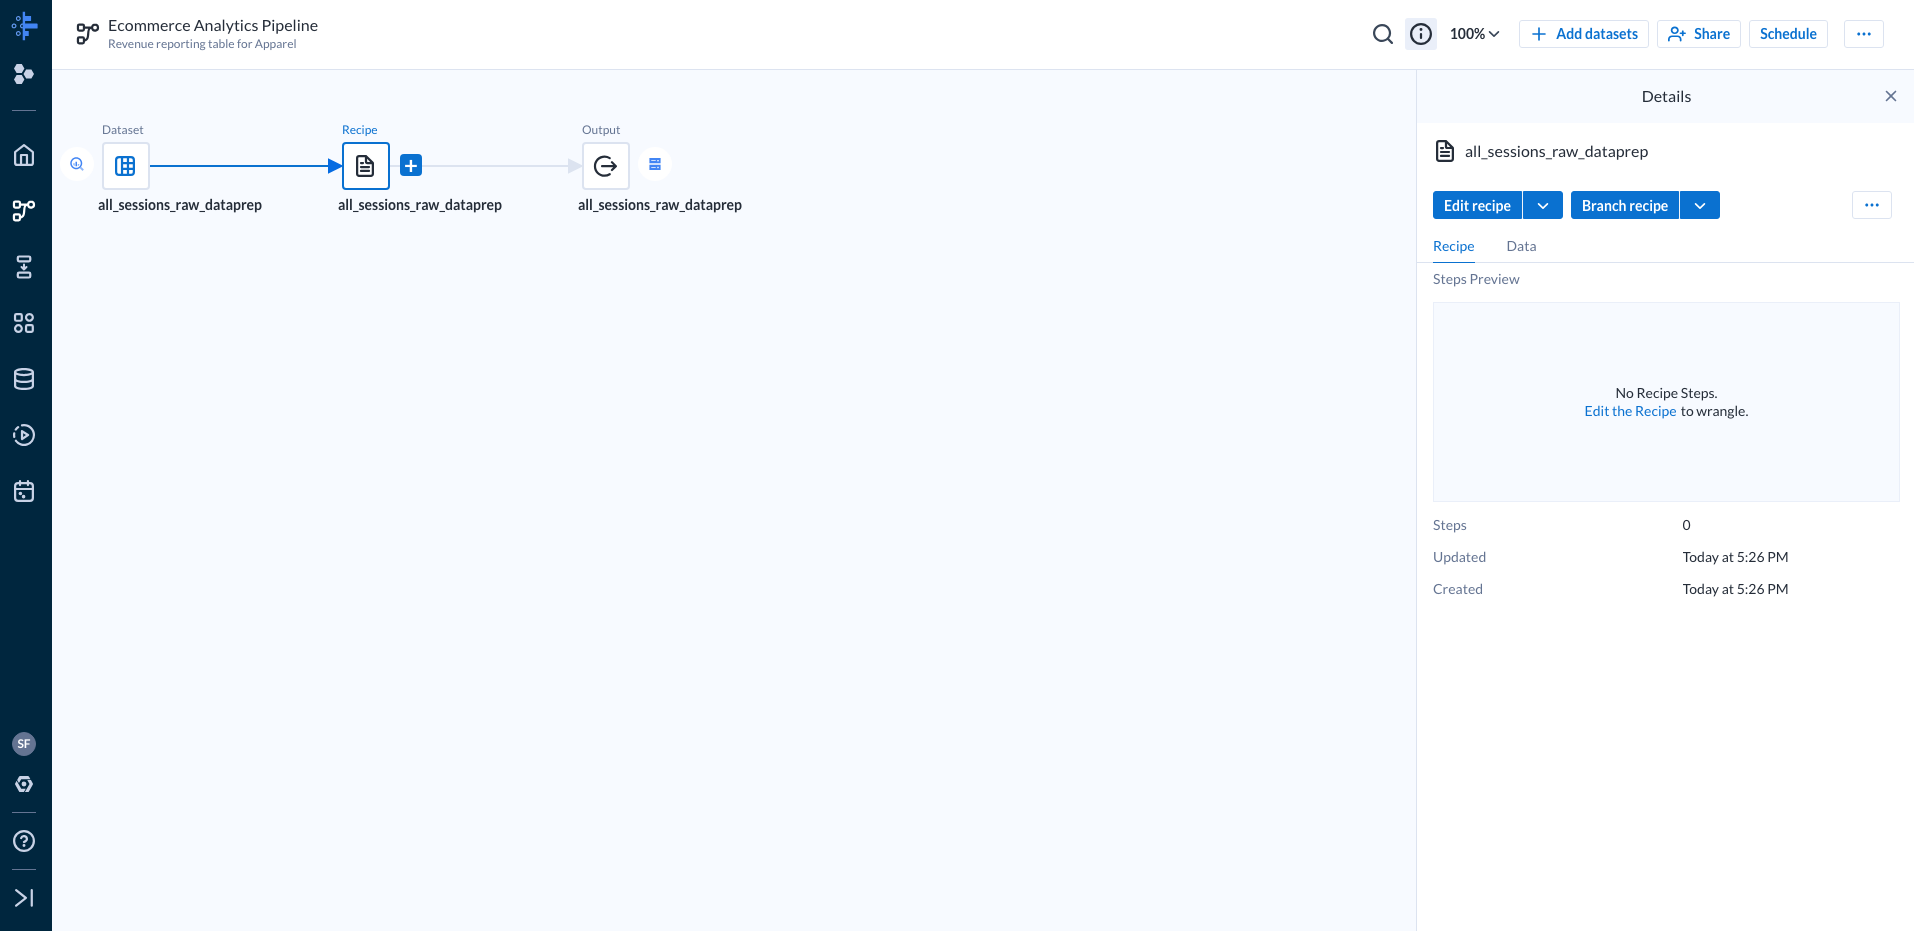 Ecommerce Analytics Pipeline
Revenue reporting table for Apparel
100%
Add datasets
Share
Schedule
Dataset
Recipe
Output
all_sessions_raw_dataprep
all_sessions_raw_dataprep
all_sessions_raw_dataprep
Details
all_sessions_raw_dataprep
Edit recipe
Branch recipe
Recipe
Data
Steps Preview
No Recipe Steps.
Edit the Recipe to wrangle.
Steps 0
Updated Today at 5:26 PM
Created Today at 5:26 PM
SF